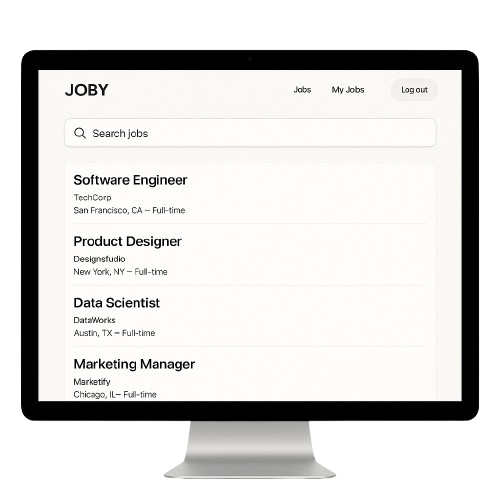 JOBY
Jobs
My Jobs
Log out
Search jobs
Software Engineer
TechCorp
San Francisco, CA – Full-time
Product Designer
Designsfudio
New York, NY – Full-time
Data Scientist
DataWorks
Austin, TX – Full-time
Marketing Manager
Marketify
Chicago, IL– Full-time